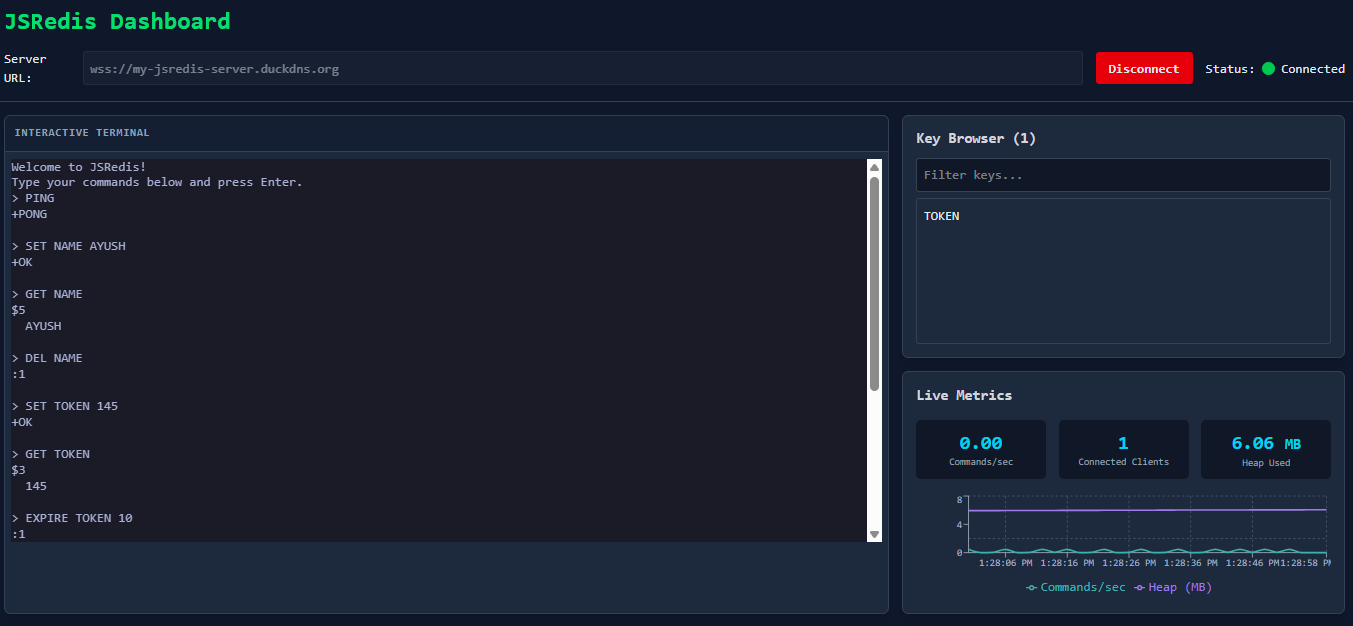 JSRedis Dashboard
Server
URL:
wss://my-jsredis-server.duckdns.org
Disconnect
Status: Connected
INTERACTIVE TERMINAL
Welcome to JSRedis!
Type your commands below and press Enter.
> PING
+PONG
> SET NAME AYUSH
+OK
> GET NAME
$5
AYUSH
> DEL NAME
:1
> SET TOKEN 145
+OK
> GET TOKEN
$3
145
> EXPIRE TOKEN 10
:1
Key Browser (1)
Filter keys...
TOKEN
Live Metrics
0.00
Commands/sec
1
Connected Clients
6.06 MB
Heap Used
8
4
0
1:28:06 PM 1:28:16 PM 1:28:26 PM 1:28:36 PM 1:28:46 PM 1:28:58 PM
Commands/sec Heap (MB)